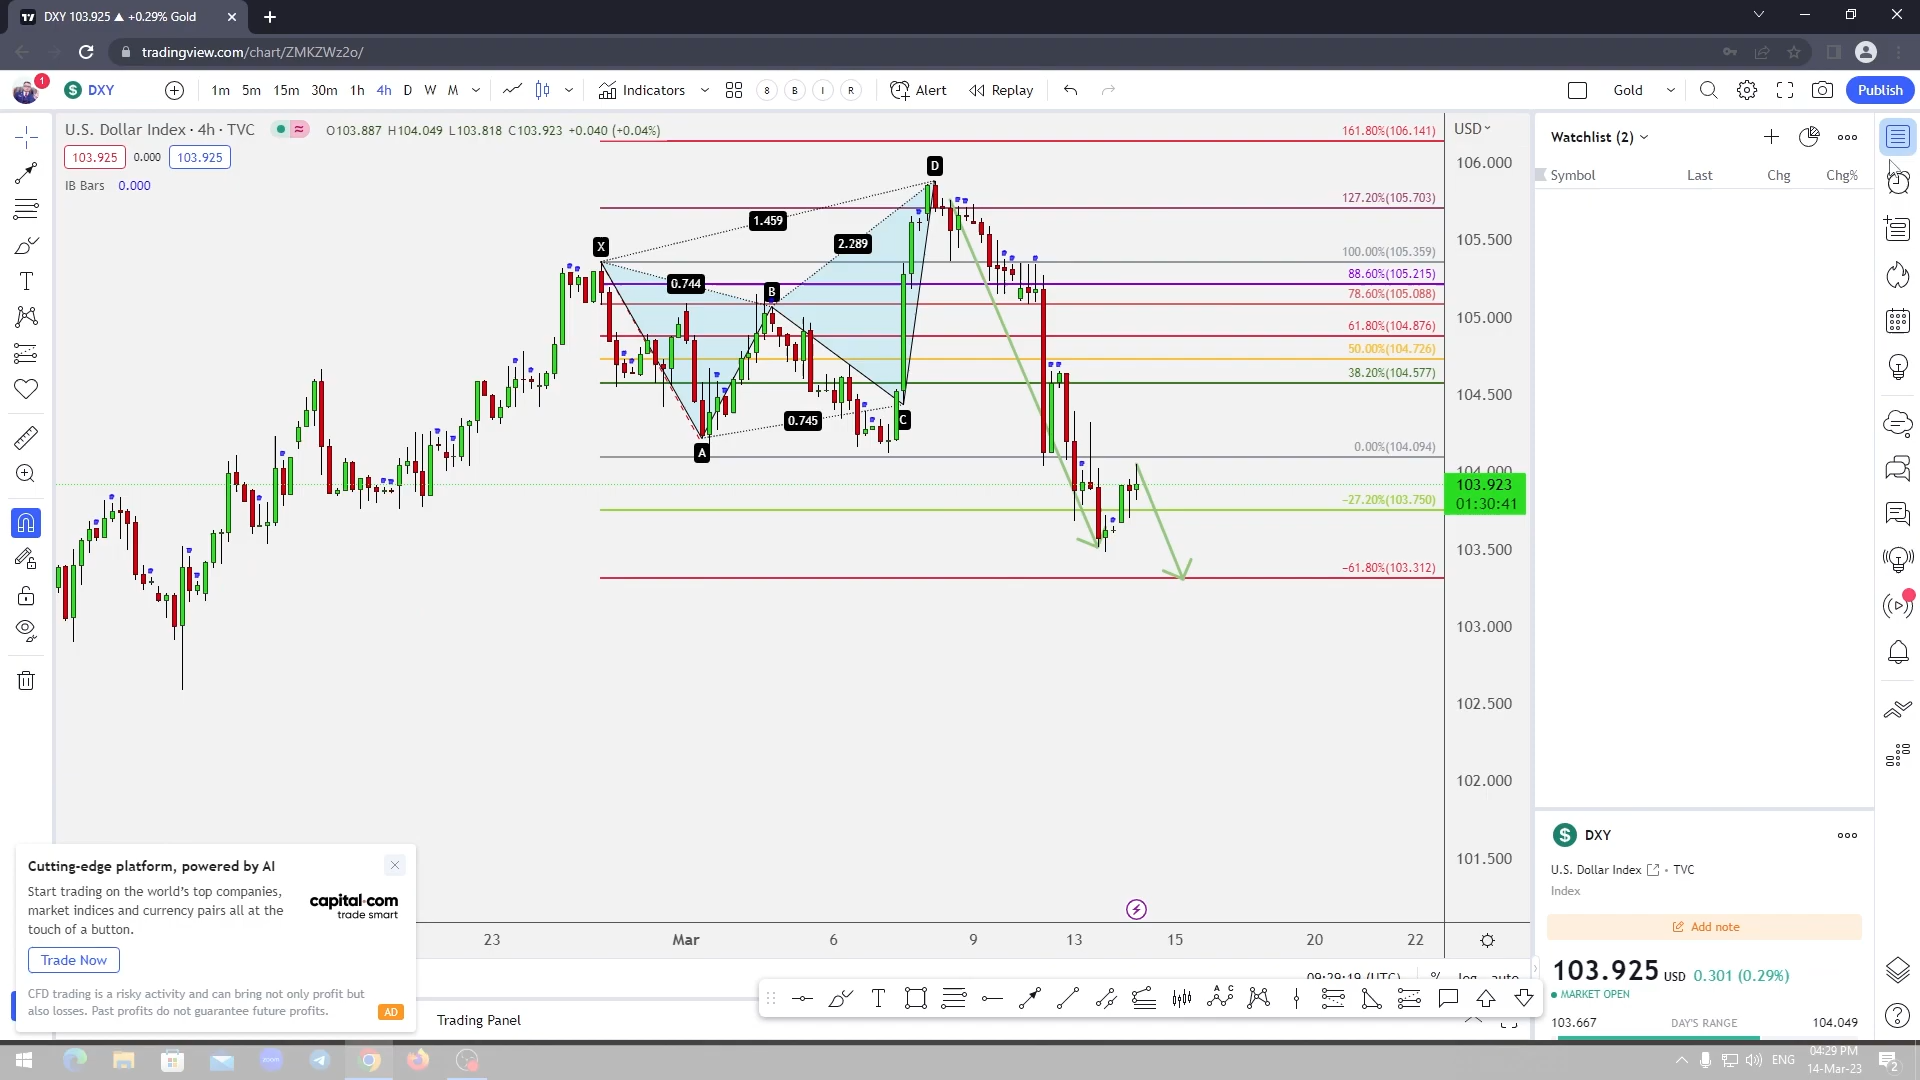 DXY 103.925 ▲ +0.29% Gold
tradingview.com/chart/ZMKZWz2o/
1
DXY
1m 5m 15m 30m 1h 4h D W M
Indicators
8 B I R
Alert
Replay
Gold
Publish
U.S. Dollar Index · 4h · TVC
O103.887 H104.049 L103.818 C103.923 +0.040 (+0.04%)
103.925 0.000 103.925
IB Bars 0.000
161.80%(106.141)
127.20%(105.703)
100.00%(105.359)
88.60%(105.215)
78.60%(105.088)
61.80%(104.876)
50.00%(104.726)
38.20%(104.577)
0.00%(104.094)
−27.20%(103.750)
−61.80%(103.312)
X
A
B
C
D
1.459
2.289
0.744
0.745
USD
106.000
105.500
105.000
104.500
104.000
103.923
01:30:41
103.500
103.000
102.500
102.000
101.500
23 Mar 6 9 13 15 20 22
09:29:19 (UTC) % log auto
Trading Panel
Cutting-edge platform, powered by AI
Start trading on the world's top companies,
market indices and currency pairs all at the
touch of a button.
capital.com
trade smart
Trade Now
CFD trading is a risky activity and can bring not only profit but
also losses. Past profits do not guarantee future profits.
AD
Watchlist (2)
Symbol Last Chg Chg%
$ DXY
U.S. Dollar Index · TVC
Index
Add note
103.925 USD 0.301 (0.29%)
MARKET OPEN
103.667 DAY'S RANGE 104.049
zoom
ENG
04:29 PM
14-Mar-23
2